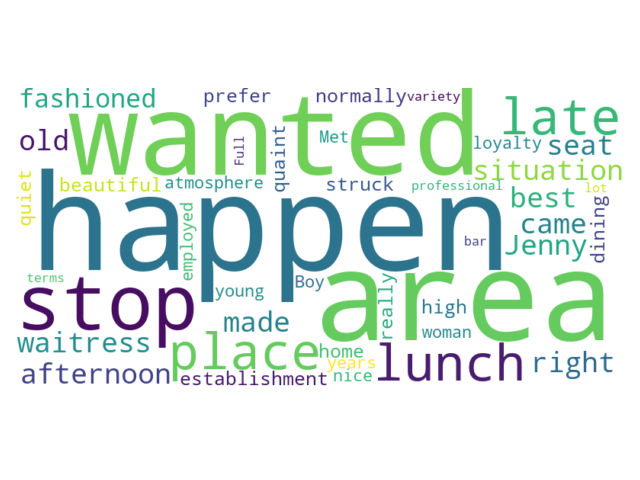 fashioned prefer normally variety
wanted late
old Full quaint Met loyalty seat
quiet beautiful atmosphere struck professional situation lot
happen best dining
employed bar came Jenny
terms young Boy area
stop made really high
waitress place home woman
afternoon establishment nice years lunch right